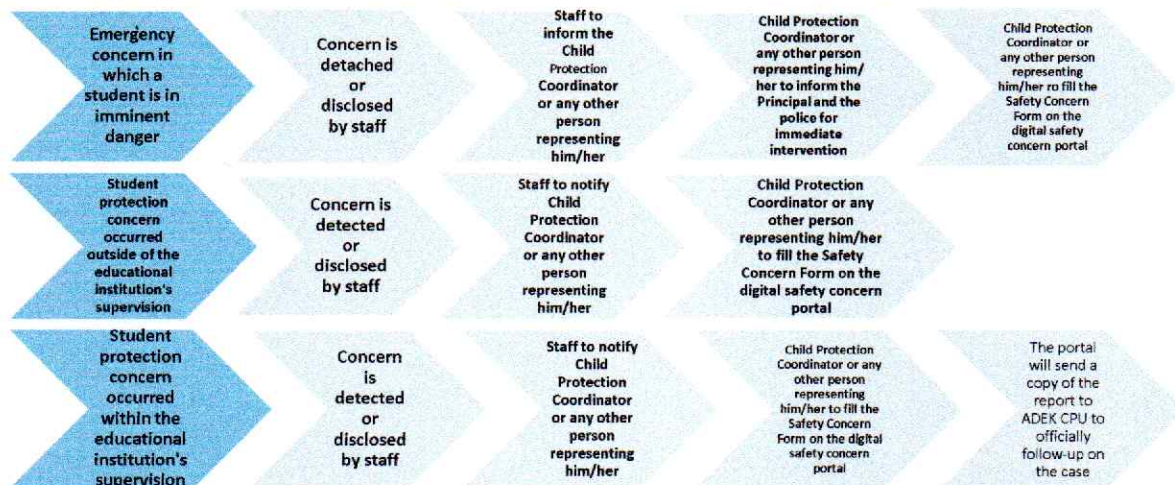 Emergency
concern in
which a
student is in
imminent
danger
Concern is
detached
or
disclosed
by staff
Staff to
inform the
Child
Protection
Coordinator
or any other
person
representing
him/her
Child Protection
Coordinator or
any other person
representing him/
her to inform the
Principal and the
police for
immediate
intervention
Child Protection
Coordinator or
any other person
representing
him/her ro fill the
Safety Concern
Form on the
digital safety
concern portal
Student
protection
concern
occurred
outside of the
educational
institution's
supervision
Concern is
detected
or
disclosed
by staff
Staff to notify
Child
Protection
Coordinator
or any other
person
representing
him/her
Child Protection
Coordinator or any
other person
representing him/her
to fill the Safety
Concern Form on the
digital safety concern
portal
Student
protection
concern
occurred
within the
educational
institution's
supervision
Concern
is
detected
or
disclosed
by staff
Staff to notify
Child
Protection
Coordinator
or any other
person
representing
him/her
Child Protection
Coordinator or any
other person
representing
him/her to fill the
Safety Concern
Form on the digital
safety concern
portal
The portal
will send a
copy of the
report to
ADEK CPU to
officially
follow-up on
the case